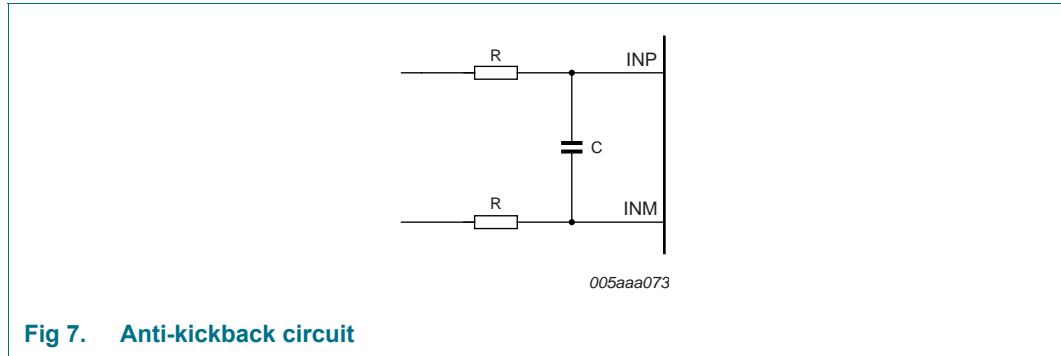 R
INP
C
R
INM
005aaa073
Fig 7. Anti-kickback circuit